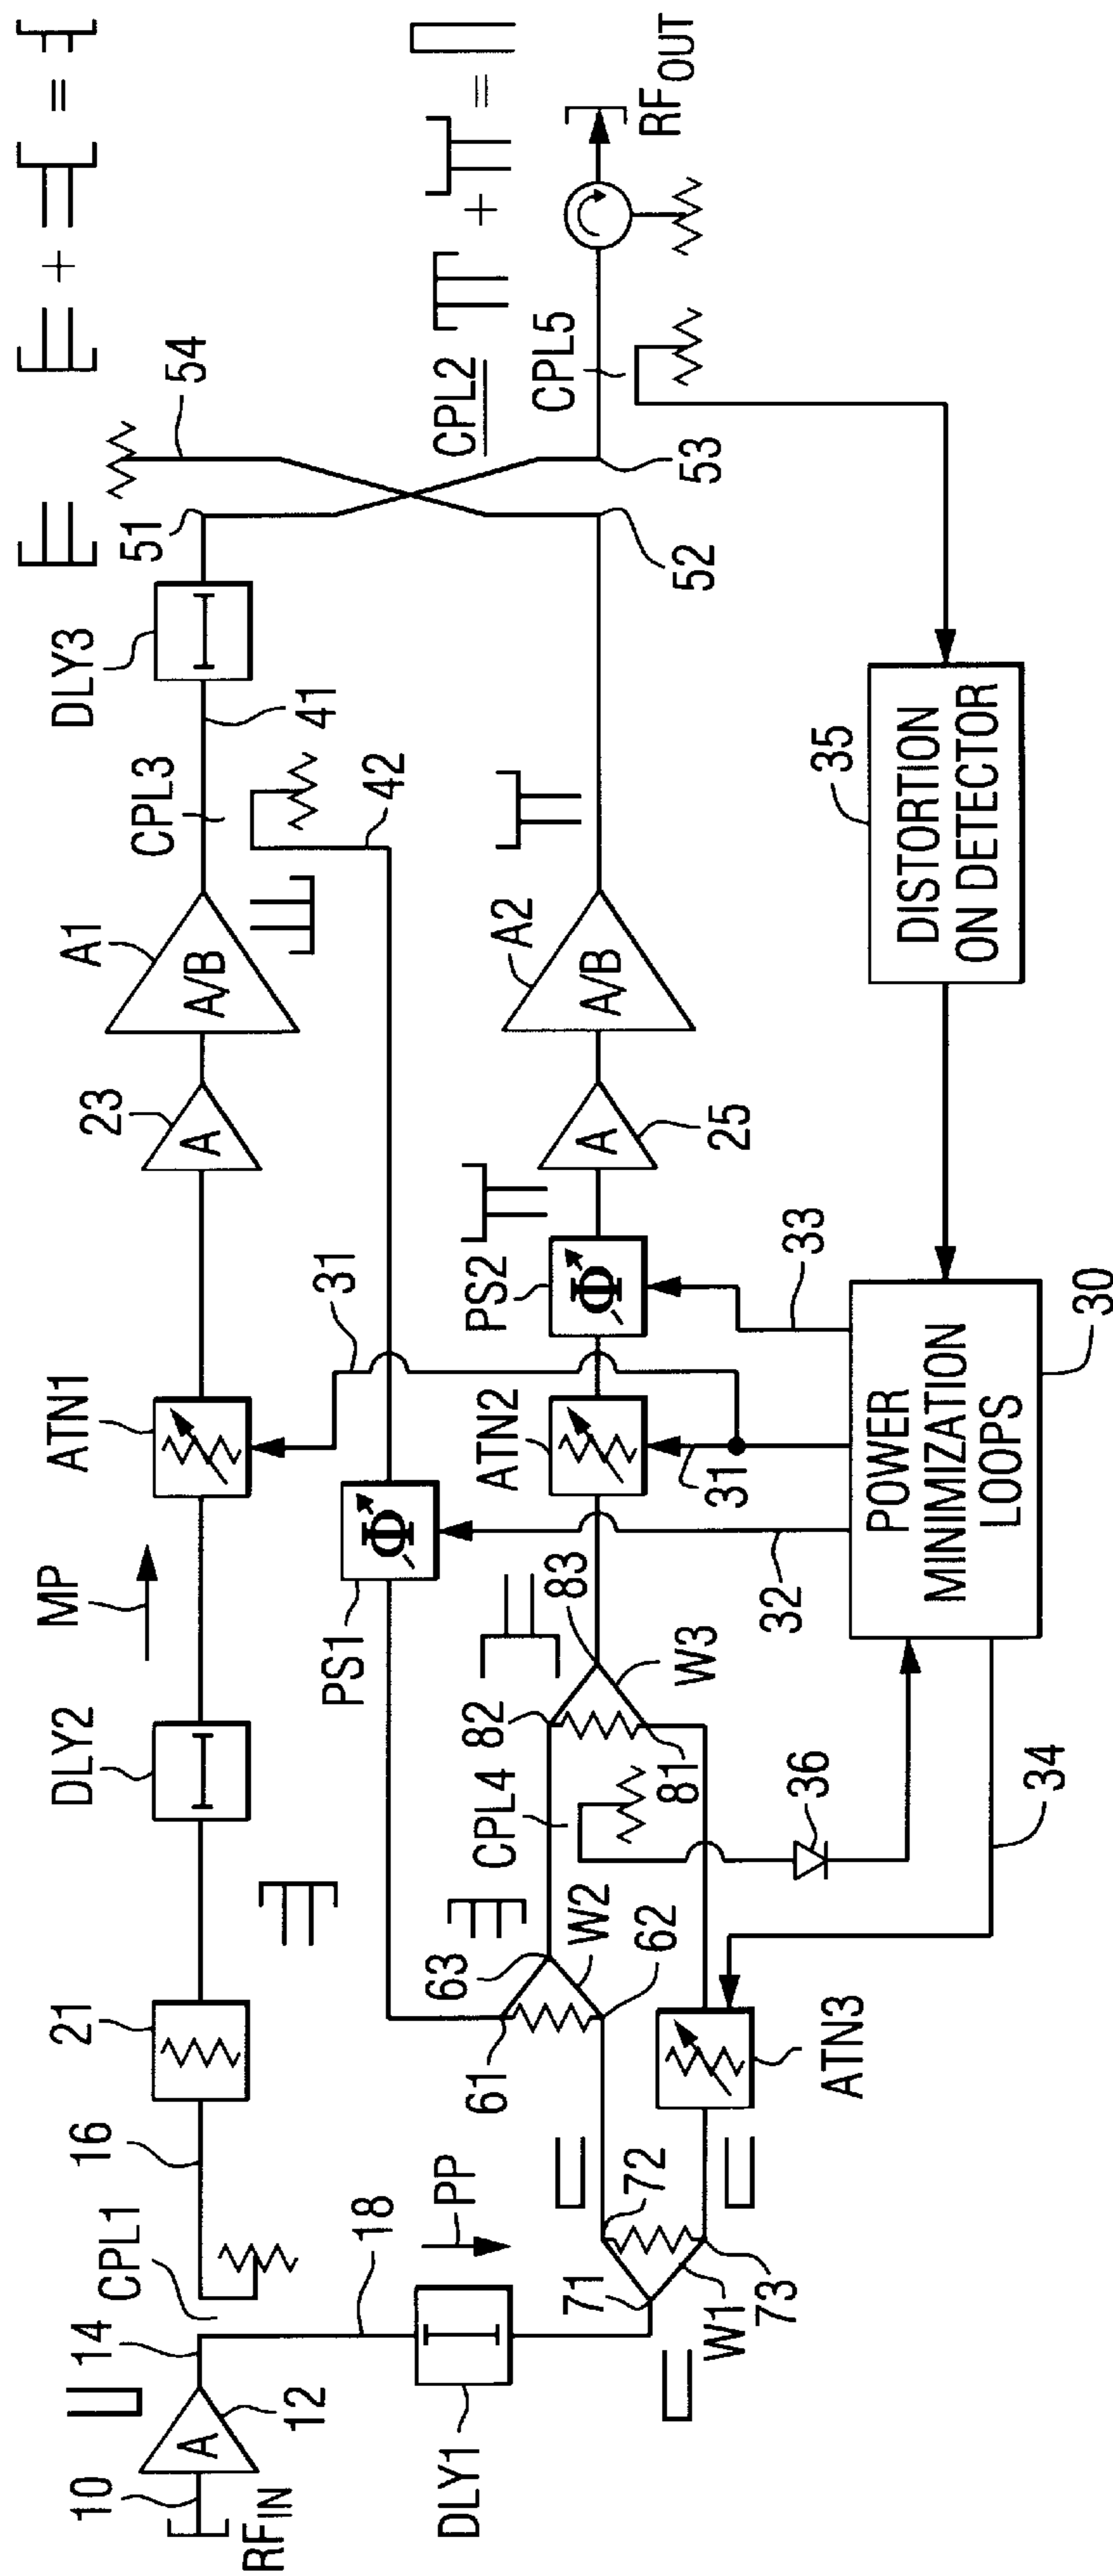 RF_IN
10
12
A
14
CPL1
16
21
DLY2
MP
ATN1
31
23
A
A1
A/B
CPL3
41
42
DLY3
51
54
=
+
CPL2
+
=
52
53
CPL5
RF_OUT
18
DLY1
PP
71
72
73
W1
61
62
63
W2
CPL4
81
82
83
W3
PS1
Φ
ATN2
31
PS2
Φ
25
A
A2
A/B
ATN3
36
34
32
33
POWER
MINIMIZATION
LOOPS
30
DISTORTION
ON DETECTOR
35